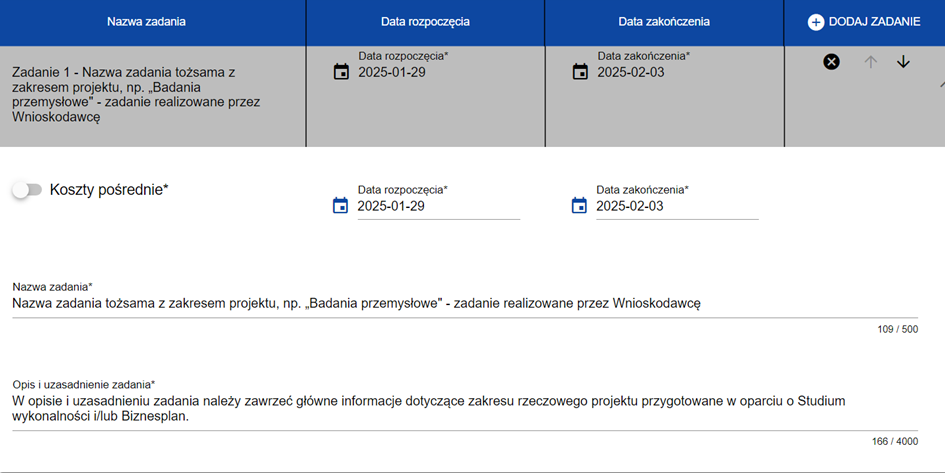 Nazwa zadania
Data rozpoczęcia
Data zakończenia
DODAJ ZADANIE
Zadanie 1 - Nazwa zadania tożsama z
zakresem projektu, np. „Badania
przemysłowe" - zadanie realizowane przez
Wnioskodawcę
Data rozpoczęcia*
2025-01-29
Data zakończenia*
2025-02-03
Koszty pośrednie*
Data rozpoczęcia*
2025-01-29
Data zakończenia*
2025-02-03
Nazwa zadania*
Nazwa zadania tożsama z zakresem projektu, np. „Badania przemysłowe" - zadanie realizowane przez Wnioskodawcę
109 / 500
Opis i uzasadnienie zadania*
W opisie i uzasadnieniu zadania należy zawrzeć główne informacje dotyczące zakresu rzeczowego projektu przygotowane w oparciu o Studium
wykonalności i/lub Biznesplan.
166 / 4000